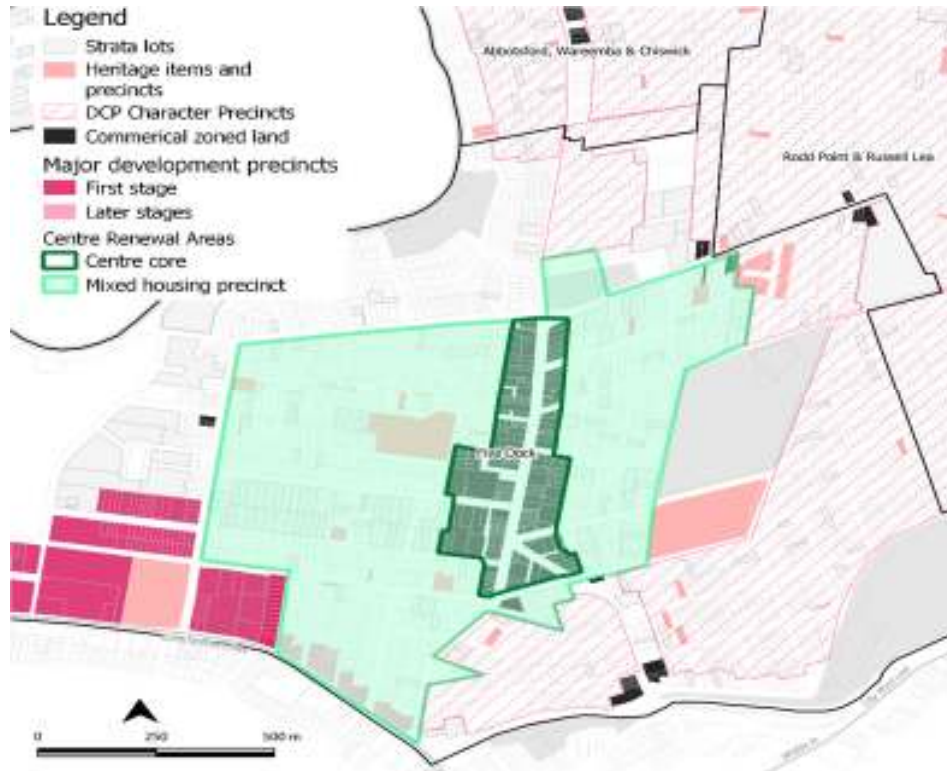 Legend
Strata lots
Heritage items and
precincts
DCP Character Precincts
Commerical zoned land
Major development precincts
First stage
Later stages
Centre Renewal Areas
Centre core
Mixed housing precinct
Abbotsford, Wareemba & Chiswick
Rodd Point & Russell Lea
Five Dock
0
250
500 m